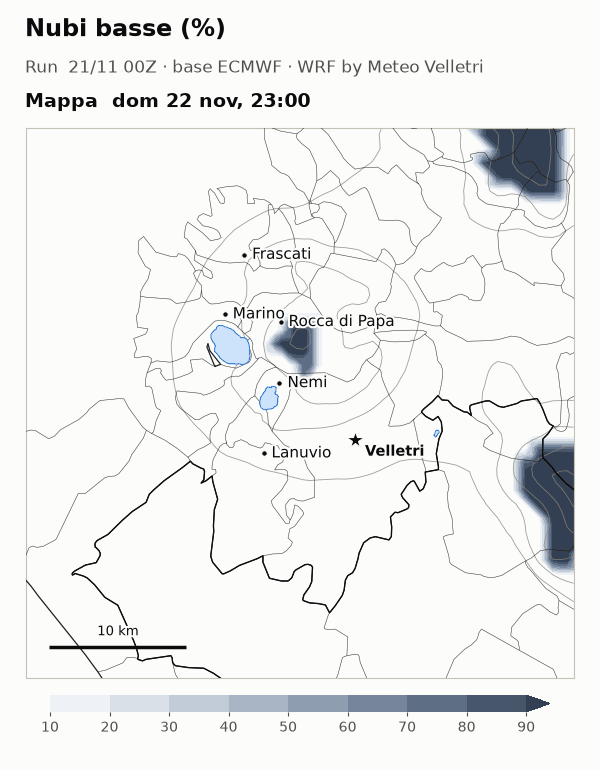 Nubi basse (%)
Run  21/11 00Z · base ECMWF · WRF by Meteo Velletri
Mappa  dom 22 nov, 23:00
Frascati
Marino
Rocca di Papa
Nemi
Velletri
Lanuvio
10 km
10 20 30 40 50 60 70 80 90